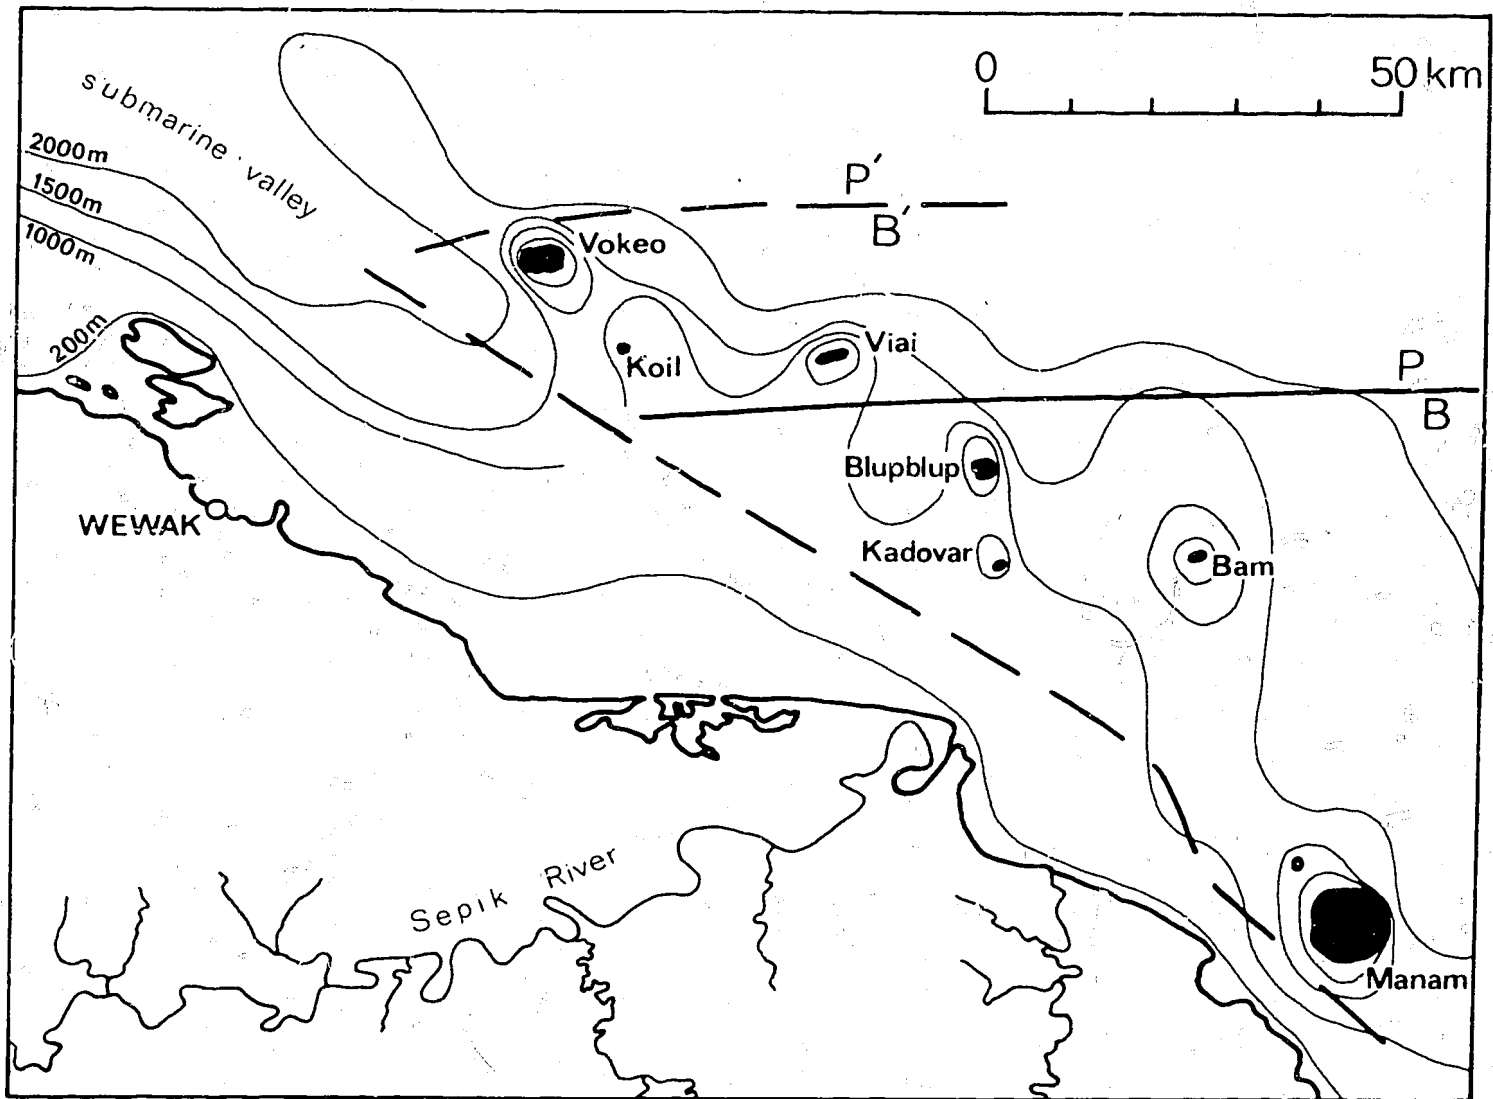 0 50 km
submarine valley
2000m
1500m
1000m
200m
P′
B′
Vokeo
Koil
Viai
P
B
Blupblup
Kadovar
Bam
WEWAK
Sepik River
Manam